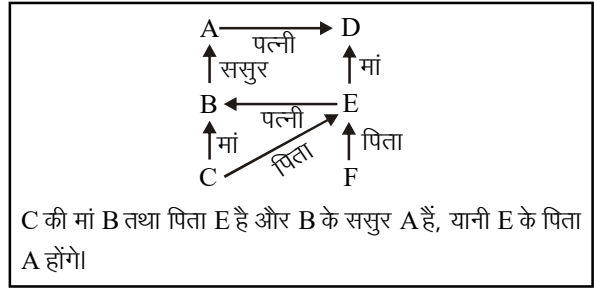 A D
पत्नी
ससुर मां
B E
पत्नी
मां पिता पिता
C F
C की मां B तथा पिता E है और B के ससुर A हैं, यानी E के पिता
A होंगे।